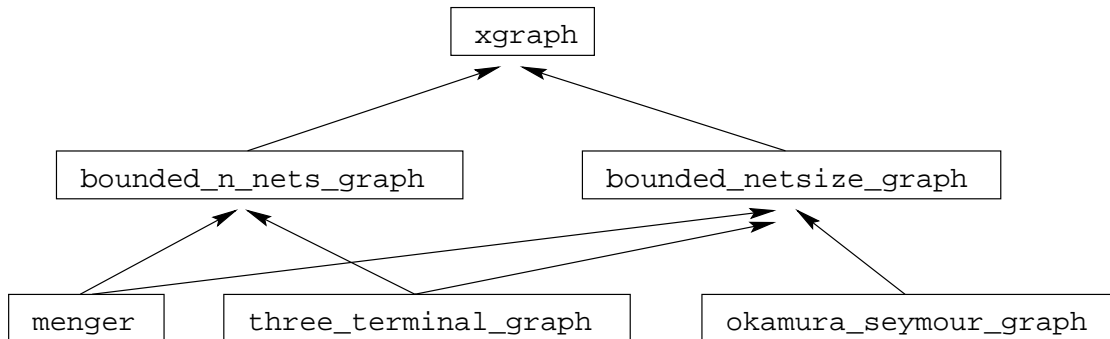 xgraph
bounded_n_nets_graph bounded_netsize_graph
menger three_terminal_graph okamura_seymour_graph